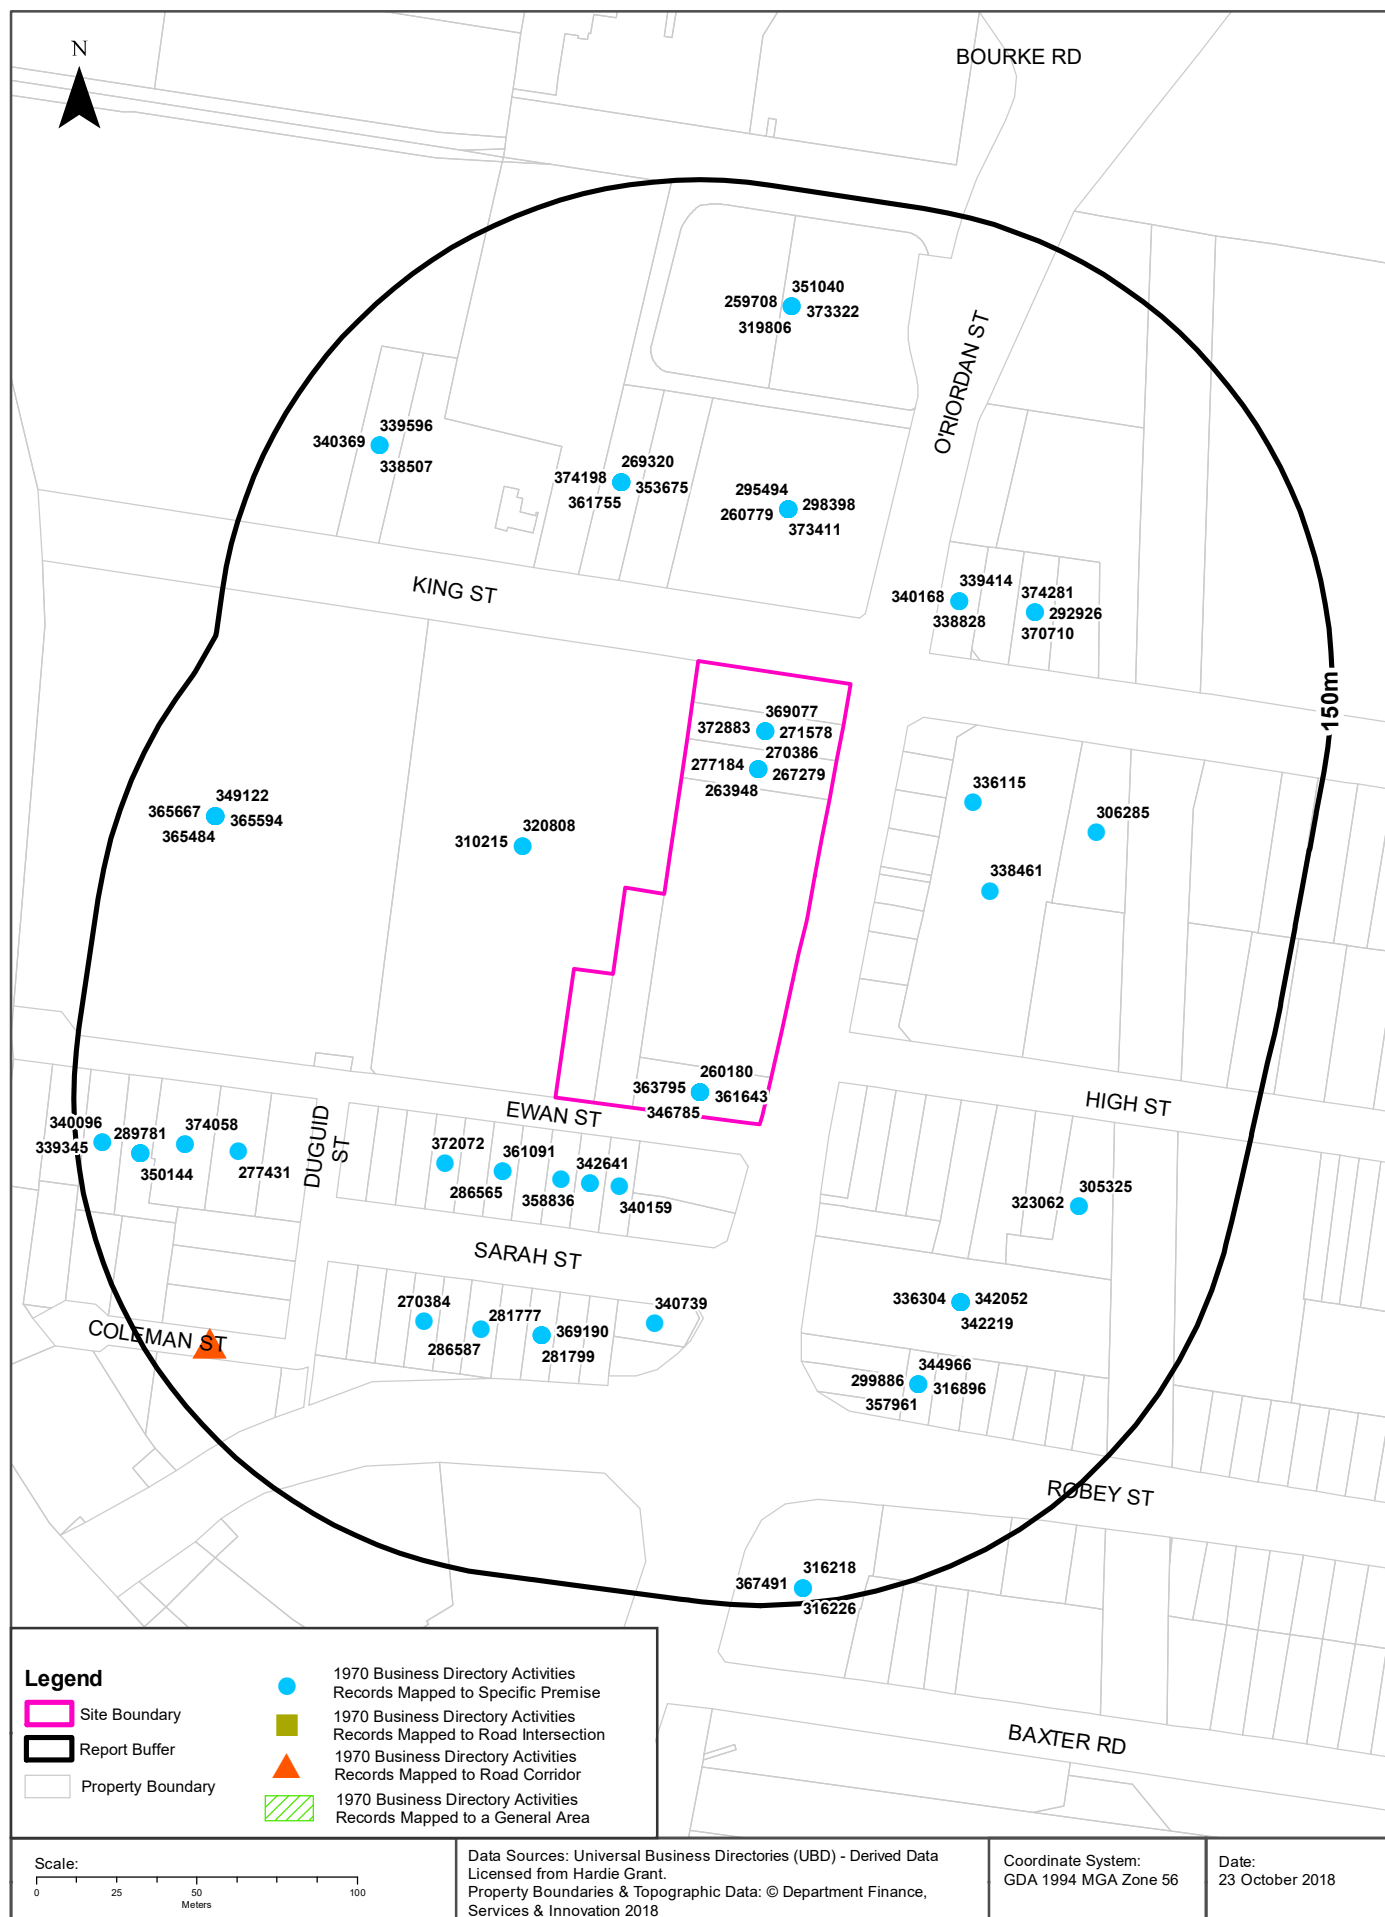 N
BOURKE RD
351040
259708
373322
319806
O'RIORDAN ST
339596
340369
338507
269320
374198
353675
361755
295494
298398
260779
373411
KING ST
339414
340168
338828
374281
292926
370710
150m
369077
372883
271578
270386
277184
267279
263948
336115
306285
338461
349122
365667
365594
365484
320808
310215
260180
363795
361643
346785
EWAN ST
HIGH ST
DUGUID
ST
340096
339345
289781
350144
374058
277431
372072
286565
361091
358836
342641
340159
305325
323062
SARAH ST
270384
286587
281777
369190
281799
340739
336304
342052
342219
COLEMAN ST
344966
299886
316896
357961
ROBEY ST
316218
367491
316226
BAXTER RD
Legend
Site Boundary
Report Buffer
Property Boundary
1970 Business Directory Activities
Records Mapped to Specific Premise
1970 Business Directory Activities
Records Mapped to Road Intersection
1970 Business Directory Activities
Records Mapped to Road Corridor
1970 Business Directory Activities
Records Mapped to a General Area
Scale:
0 25 50 100
Meters
Data Sources: Universal Business Directories (UBD) - Derived Data
Licensed from Hardie Grant.
Property Boundaries & Topographic Data: © Department Finance,
Services & Innovation 2018
Coordinate System:
GDA 1994 MGA Zone 56
Date:
23 October 2018